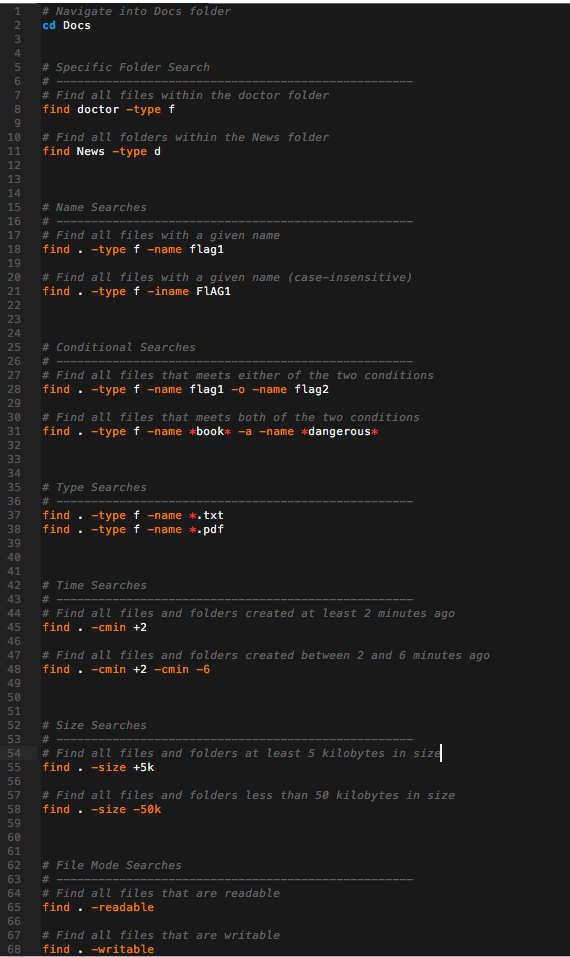 1 # Navigate into Docs folder
2 cd Docs
3
4
5 # Specific Folder Search
6 # ---------------------------------------------------
7 # Find all files within the doctor folder
8 find doctor -type f
9
10 # Find all folders within the News folder
11 find News -type d
12
13
14
15 # Name Searches
16 # ---------------------------------------------------
17 # Find all files with a given name
18 find . -type f -name flag1
19
20 # Find all files with a given name (case-insensitive)
21 find . -type f -iname FlAG1
22
23
24
25 # Conditional Searches
26 # ---------------------------------------------------
27 # Find all files that meets either of the two conditions
28 find . -type f -name flag1 -o -name flag2
29
30 # Find all files that meets both of the two conditions
31 find . -type f -name *book* -a -name *dangerous*
32
33
34
35 # Type Searches
36 # ---------------------------------------------------
37 find . -type f -name *.txt
38 find . -type f -name *.pdf
39
40
41
42 # Time Searches
43 # ---------------------------------------------------
44 # Find all files and folders created at least 2 minutes ago
45 find . -cmin +2
46
47 # Find all files and folders created between 2 and 6 minutes ago
48 find . -cmin +2 -cmin -6
49
50
51
52 # Size Searches
53 # ---------------------------------------------------
54 # Find all files and folders at least 5 kilobytes in size
55 find . -size +5k
56
57 # Find all files and folders less than 50 kilobytes in size
58 find . -size -50k
59
60
61
62 # File Mode Searches
63 # ---------------------------------------------------
64 # Find all files that are readable
65 find . -readable
66
67 # Find all files that are writable
68 find . -writable